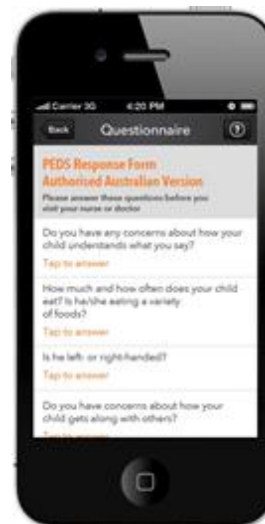 Carrier 3G 4:20 PM
Back Questionnaire ?
PEDS Response Form
Authorised Australian Version
Please answer these questions before you
visit your nurse or doctor
Do you have any concerns about how your
child understands what you say?
Tap to answer
How much and how often does your child
eat? Is he/she eating a variety
of foods?
Tap to answer
Is he left- or right-handed?
Tap to answer
Do you have concerns about how your
child gets along with others?
Tap to answer